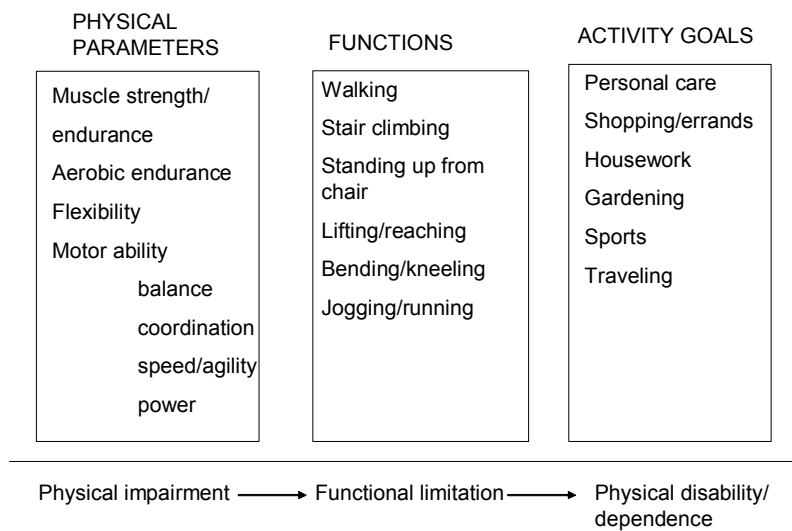 PHYSICAL
PARAMETERS
Muscle strength/
endurance
Aerobic endurance
Flexibility
Motor ability
balance
coordination
speed/agility
power
FUNCTIONS
Walking
Stair climbing
Standing up from
chair
Lifting/reaching
Bending/kneeling
Jogging/running
ACTIVITY GOALS
Personal care
Shopping/errands
Housework
Gardening
Sports
Traveling
Physical impairment
Functional limitation
Physical disability/
dependence